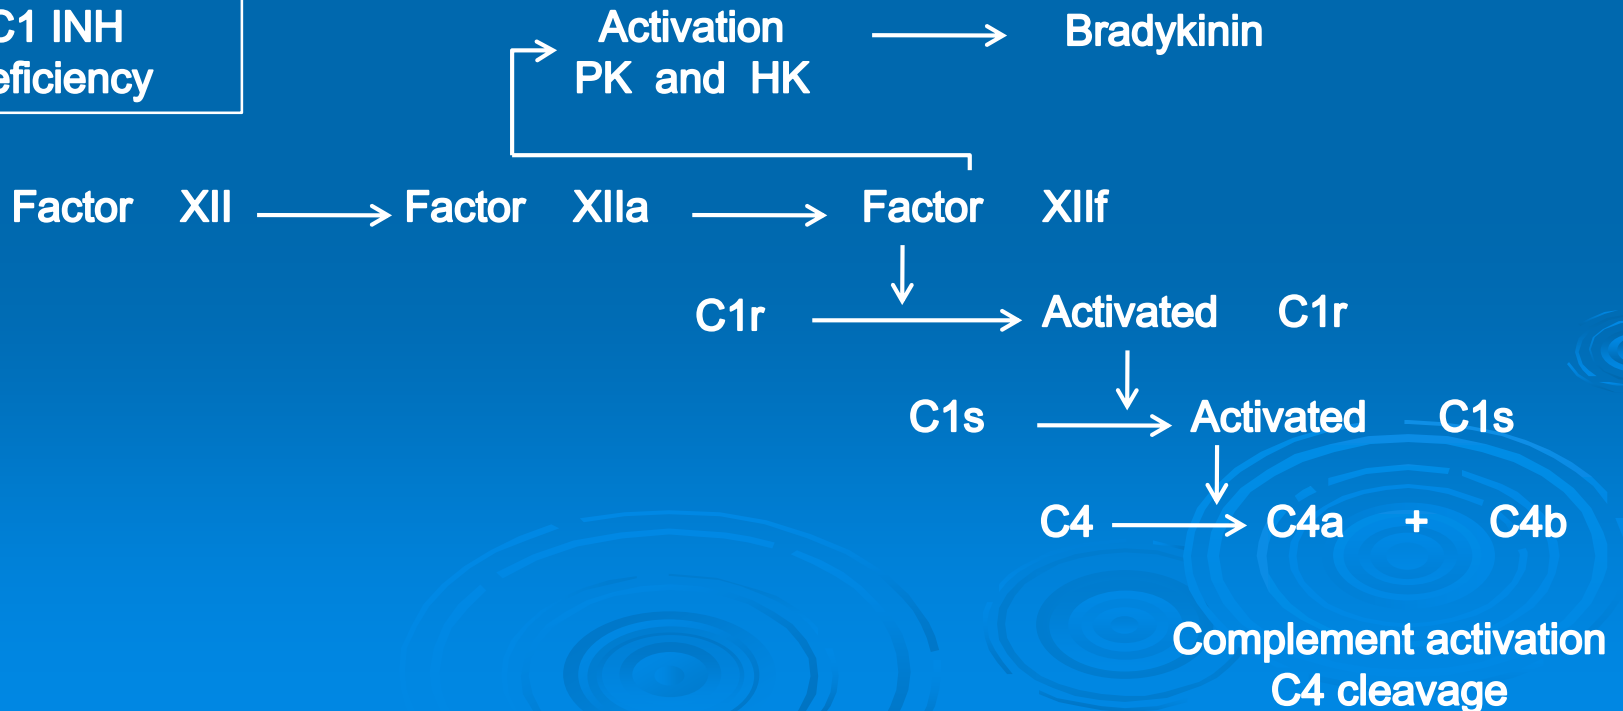 C1 INH
eficiency
Activation
PK and HK
Bradykinin
Factor XII Factor XIIa Factor XIIf
C1r Activated C1r
C1s Activated C1s
C4 C4a + C4b
Complement activation
C4 cleavage